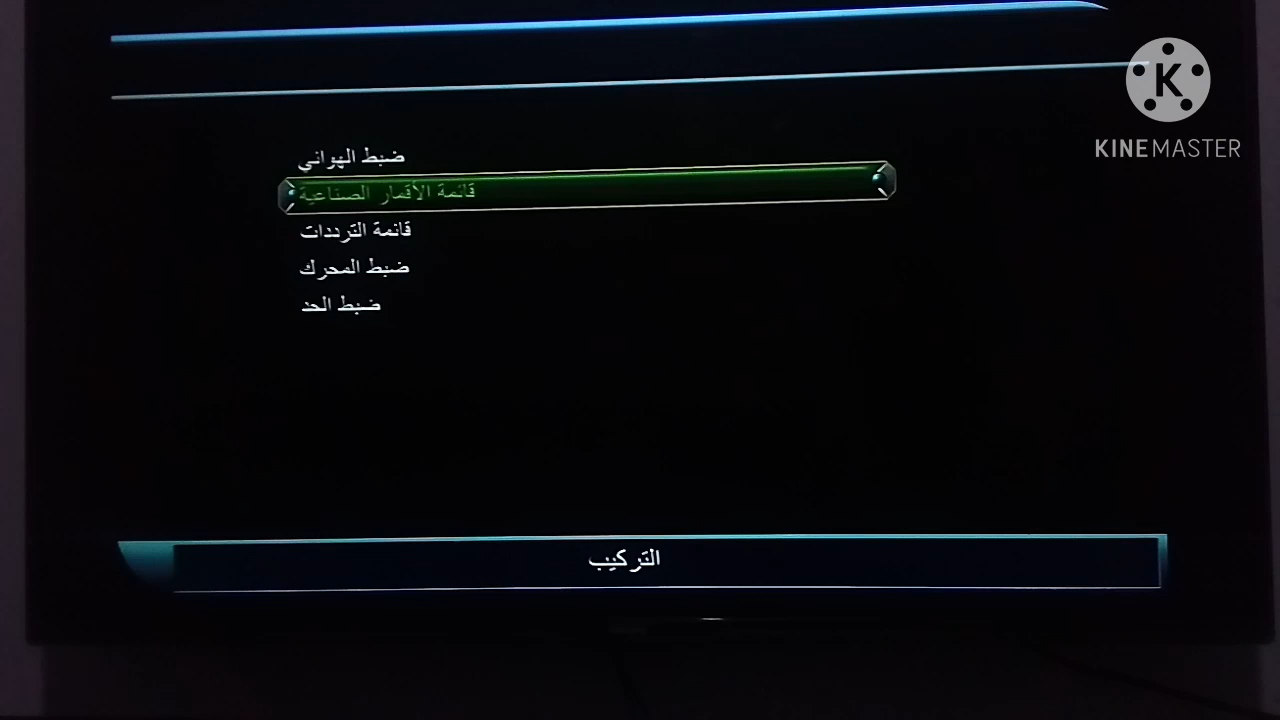 KINEMASTER
ضبط الهوائي
قائمة الأقمار الصناعية
قائمة الترددات
ضبط المحرك
ضبط الحد
التركيب